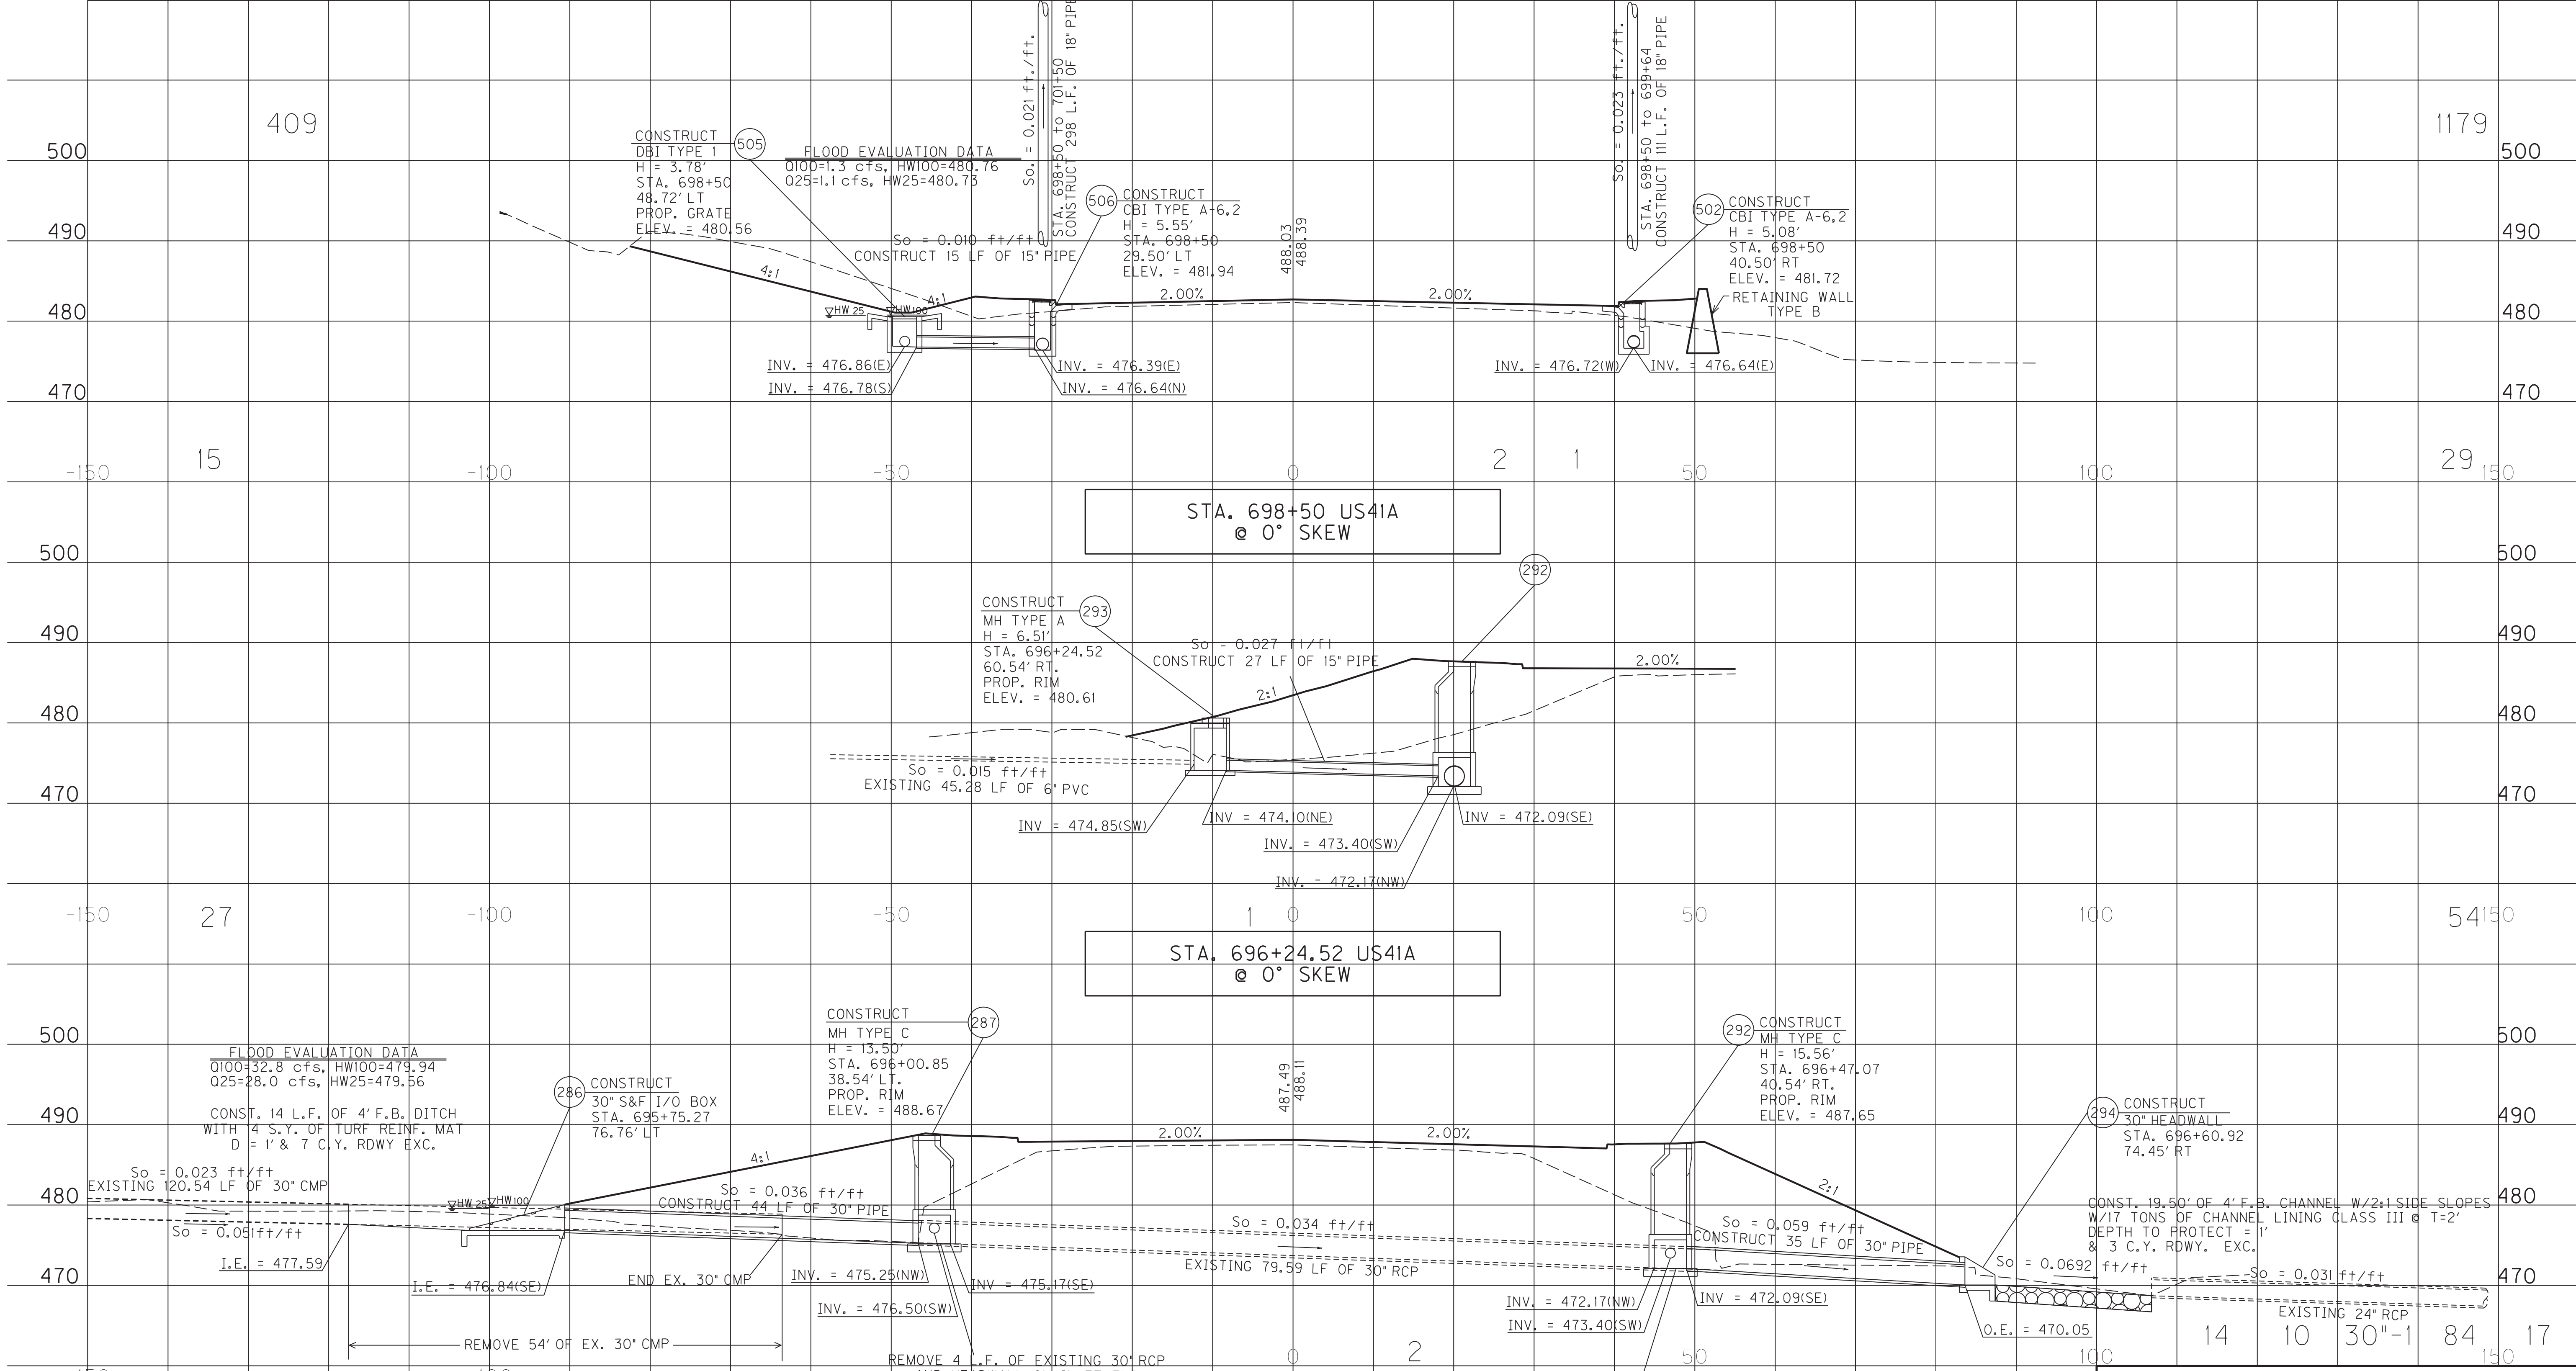 409
1179
500
490
480
470
500
490
480
470
CONSTRUCT
505
DBI TYPE 1
H = 3.78'
STA. 698+50
48.72' LT
PROP. GRATE
ELEV. = 480.56
FLOOD EVALUATION DATA
Q100=1.3 cfs, HW100=480.76
Q25=1.1 cfs, HW25=480.73
So. = 0.021 ft./ft.
STA. 698+50 to 701+50
CONSTRUCT 298 L.F. OF 18" PIPE
So = 0.010 ft/ft
CONSTRUCT 15 LF OF 15" PIPE
506
CONSTRUCT
CBI TYPE A-6,2
H = 5.55'
STA. 698+50
29.50' LT
ELEV. = 481.94
488.03
488.39
So. = 0.023 ft./ft.
STA. 698+50 to 699+64
CONSTRUCT 111 L.F. OF 18" PIPE
502
CONSTRUCT
CBI TYPE A-6,2
H = 5.08'
STA. 698+50
40.50' RT
ELEV. = 481.72
RETAINING WALL
TYPE B
4:1
4:1
2.00%
2.00%
HW 25
HW100
INV. = 476.86(E)
INV. = 476.78(S)
INV. = 476.39(E)
INV. = 476.64(N)
INV. = 476.72(W)
INV. = 476.64(E)
15
2
1
29
-150
-100
-50
0
50
100
150
STA. 698+50 US41A
@ 0° SKEW
500
490
480
470
500
490
480
470
292
CONSTRUCT
293
MH TYPE A
H = 6.51'
STA. 696+24.52
60.54' RT.
PROP. RIM
ELEV. = 480.61
So = 0.027 ft/ft
CONSTRUCT 27 LF OF 15" PIPE
2:1
2.00%
So = 0.015 ft/ft
EXISTING 45.28 LF OF 6" PVC
INV = 474.85(SW)
INV = 474.10(NE)
INV. = 473.40(SW)
INV = 472.09(SE)
INV. = 472.17(NW)
-150
27
-100
-50
1
0
50
100
54
150
STA. 696+24.52 US41A
@ 0° SKEW
500
490
480
470
500
490
480
470
FLOOD EVALUATION DATA
Q100=32.8 cfs, HW100=479.94
Q25=28.0 cfs, HW25=479.56
CONST. 14 L.F. OF 4' F.B. DITCH
WITH 14 S.Y. OF TURF REINF. MAT
D = 1' & 7 C.Y. RDWY EXC.
So = 0.023 ft/ft
EXISTING 120.54 LF OF 30" CMP
So = 0.051ft/ft
I.E. = 477.59
286
CONSTRUCT
30" S&F I/O BOX
STA. 695+75.27
76.76' LT
HW 25
HW100
I.E. = 476.84(SE)
END EX. 30" CMP
REMOVE 54' OF EX. 30" CMP
CONSTRUCT
287
MH TYPE C
H = 13.50'
STA. 696+00.85
38.54' LT.
PROP. RIM
ELEV. = 488.67
4:1
So = 0.036 ft/ft
CONSTRUCT 44 LF OF 30" PIPE
INV. = 475.25(NW)
INV = 475.17(SE)
INV. = 476.50(SW)
REMOVE 4 L.F. OF EXISTING 30" RCP
487.49
488.11
2.00%
2.00%
So = 0.034 ft/ft
EXISTING 79.59 LF OF 30" RCP
292
CONSTRUCT
MH TYPE C
H = 15.56'
STA. 696+47.07
40.54' RT.
PROP. RIM
ELEV. = 487.65
2:1
So = 0.059 ft/ft
CONSTRUCT 35 LF OF 30" PIPE
INV. = 472.17(NW)
INV. = 473.40(SW)
INV = 472.09(SE)
294
CONSTRUCT
30" HEADWALL
STA. 696+60.92
74.45' RT
CONST. 19.50' OF 4' F.B. CHANNEL W/2:1 SIDE SLOPES
W/17 TONS OF CHANNEL LINING CLASS III @ T=2'
DEPTH TO PROTECT = 1'
& 3 C.Y. RDWY. EXC.
So = 0.0692 ft/ft
So = 0.031 ft/ft
EXISTING 24" RCP
O.E. = 470.05
14
10
30"-1
84
17
0
2
50
100
150